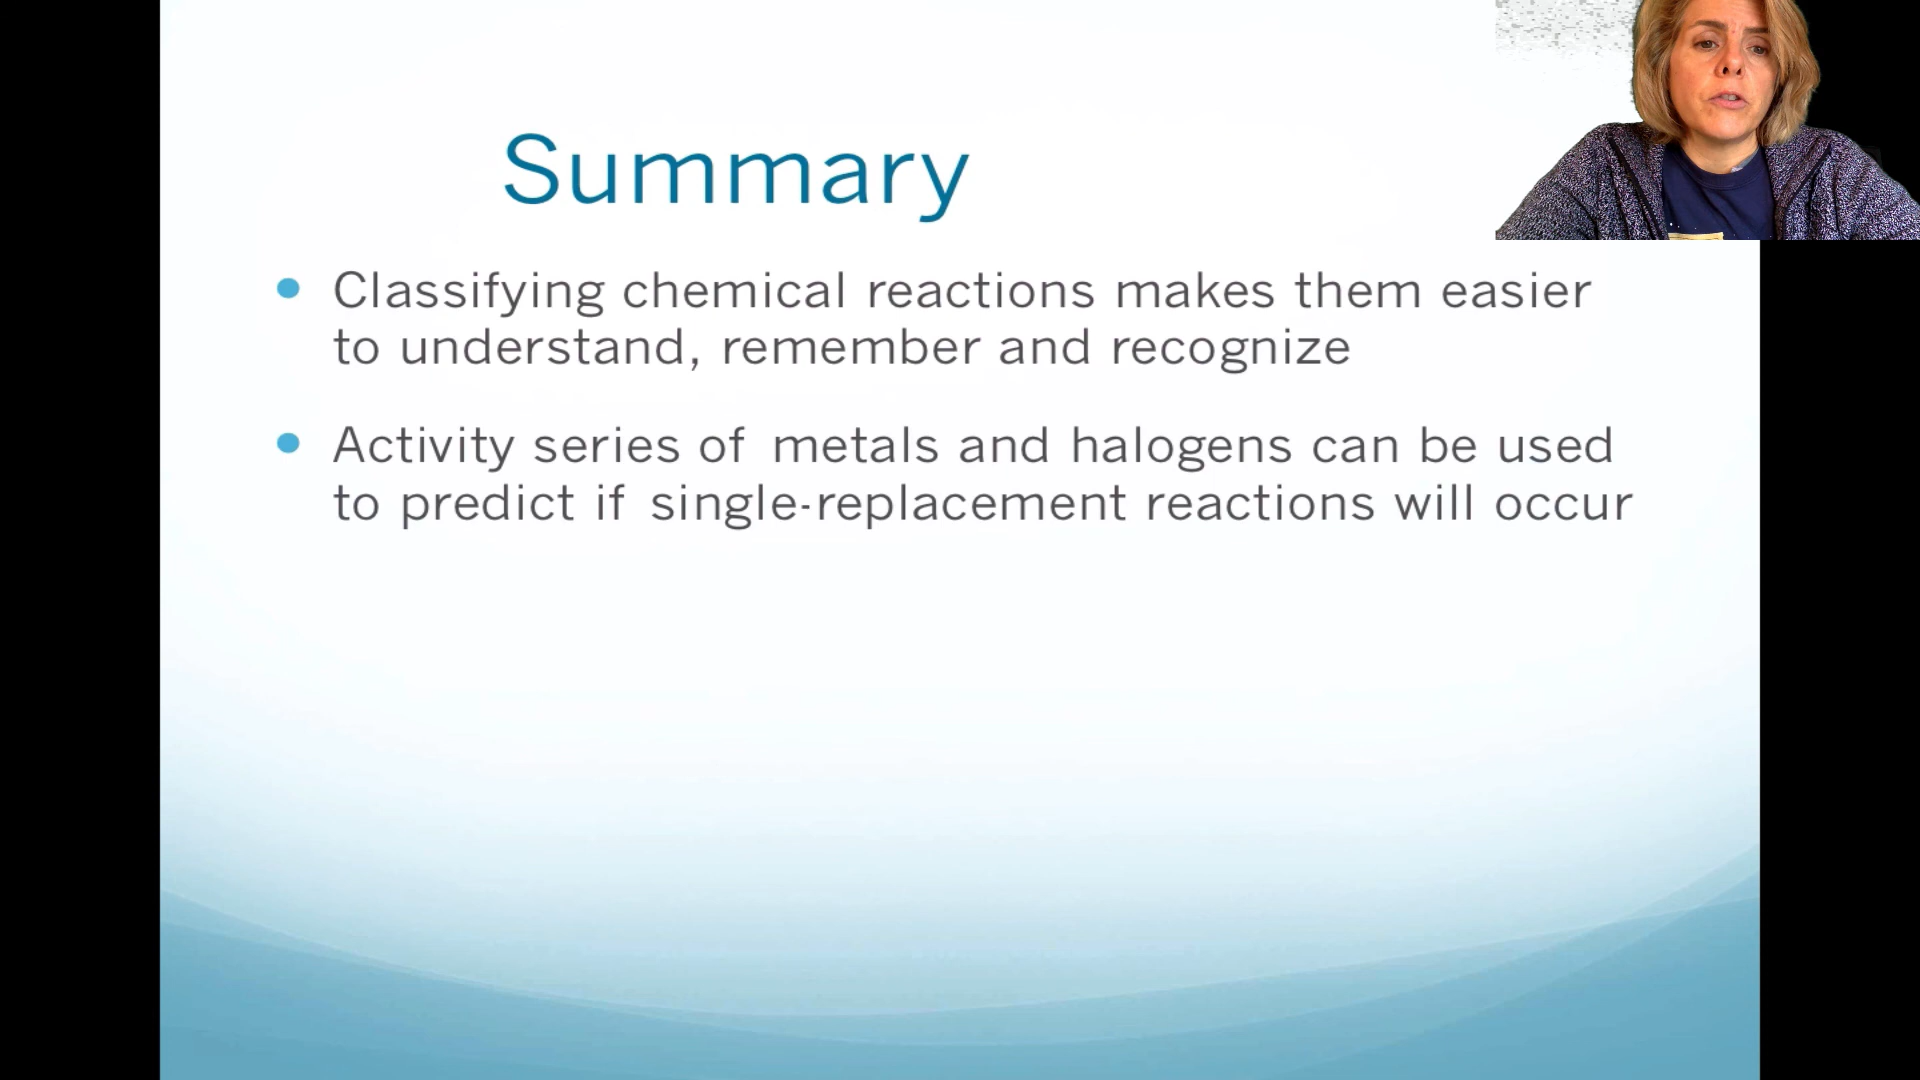 Summary
Classifying chemical reactions makes them easier
to understand, remember and recognize
Activity series of metals and halogens can be used
to predict if single-replacement reactions will occur